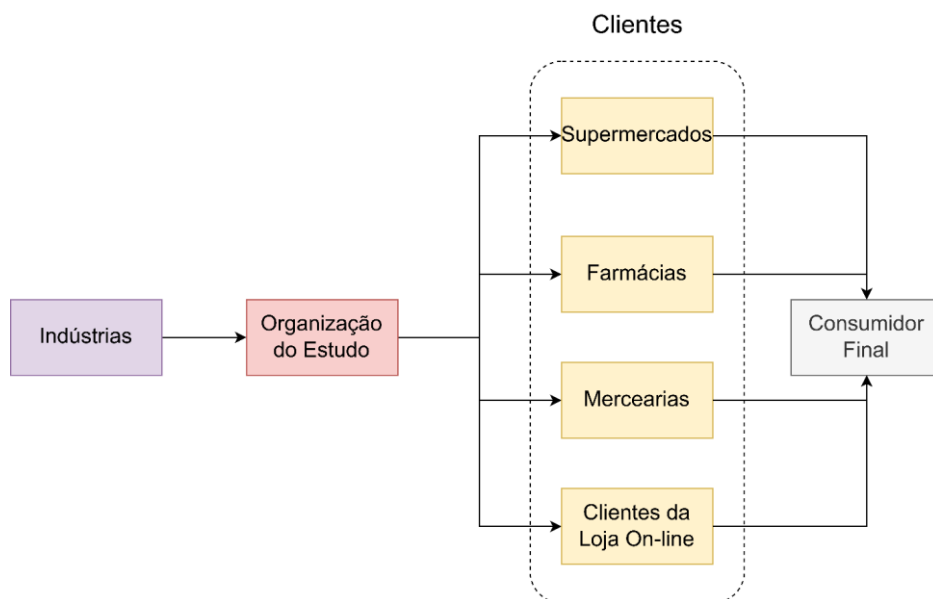 Clientes
Supermercados
Farmácias
Indústrias
Organização
do Estudo
Consumidor
Final
Mercearias
Clientes da
Loja On-line